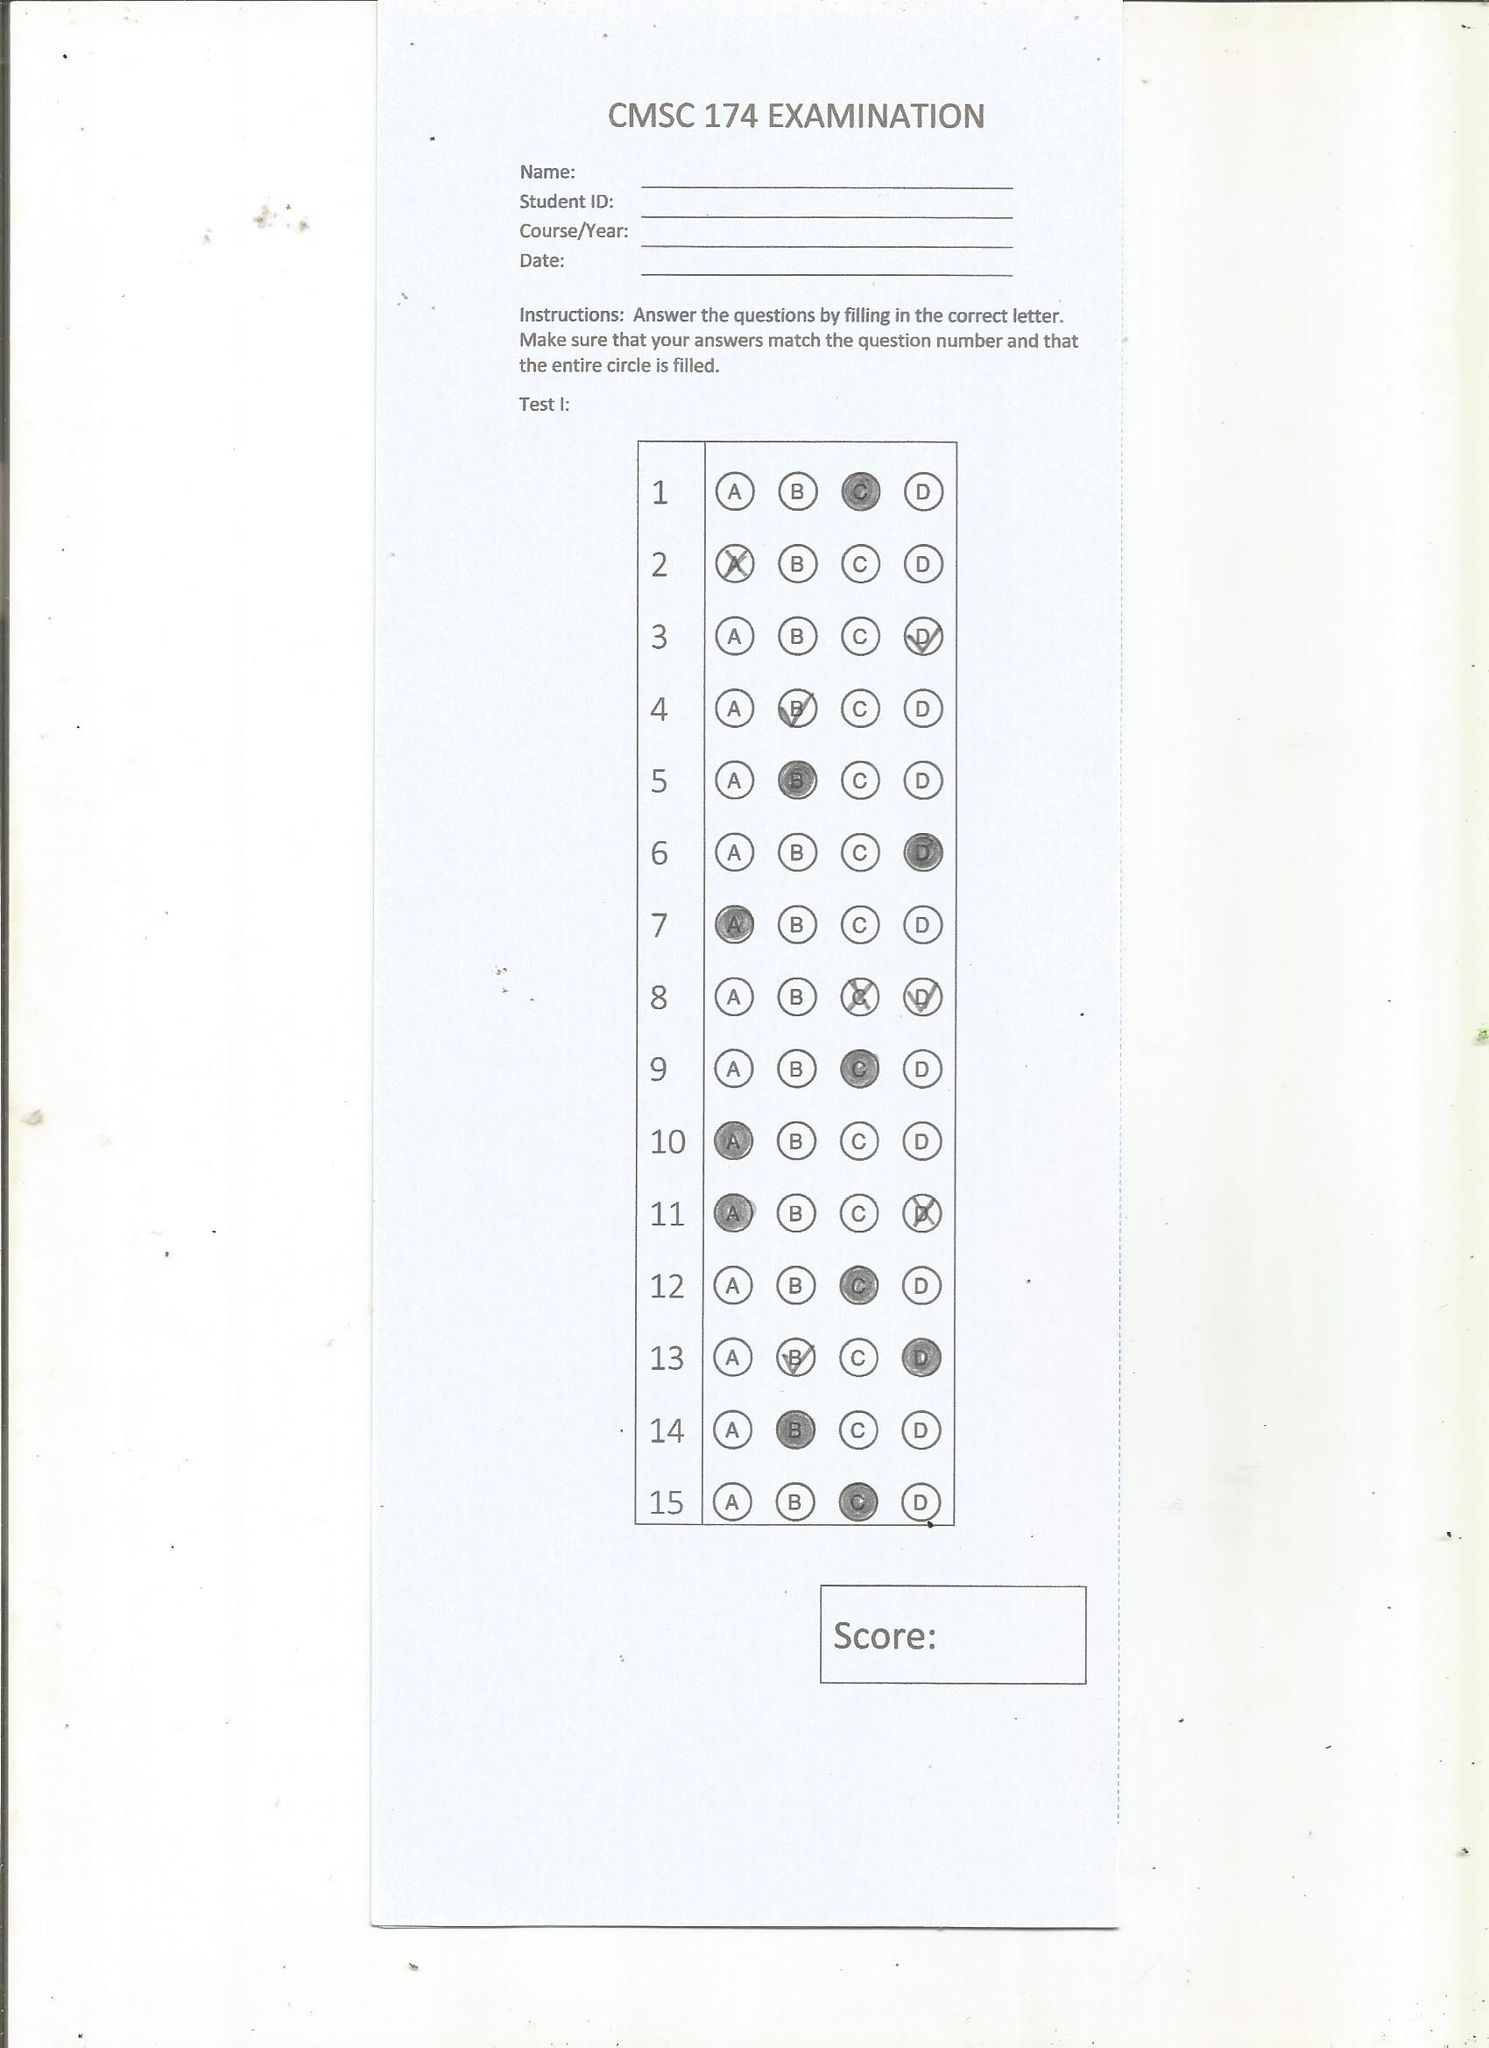 CMSC 174 EXAMINATION
Name:
Student ID:
Course/Year:
Date:
Instructions: Answer the questions by filling in the correct letter.
Make sure that your answers match the question number and that
the entire circle is filled.
Test I:
1 A B C D
2 A B C D
3 A B C D
4 A B C D
5 A B C D
6 A B C D
7 A B C D
8 A B C D
9 A B C D
10 A B C D
11 A B C D
12 A B C D
13 A B C D
14 A B C D
15 A B C D
Score: